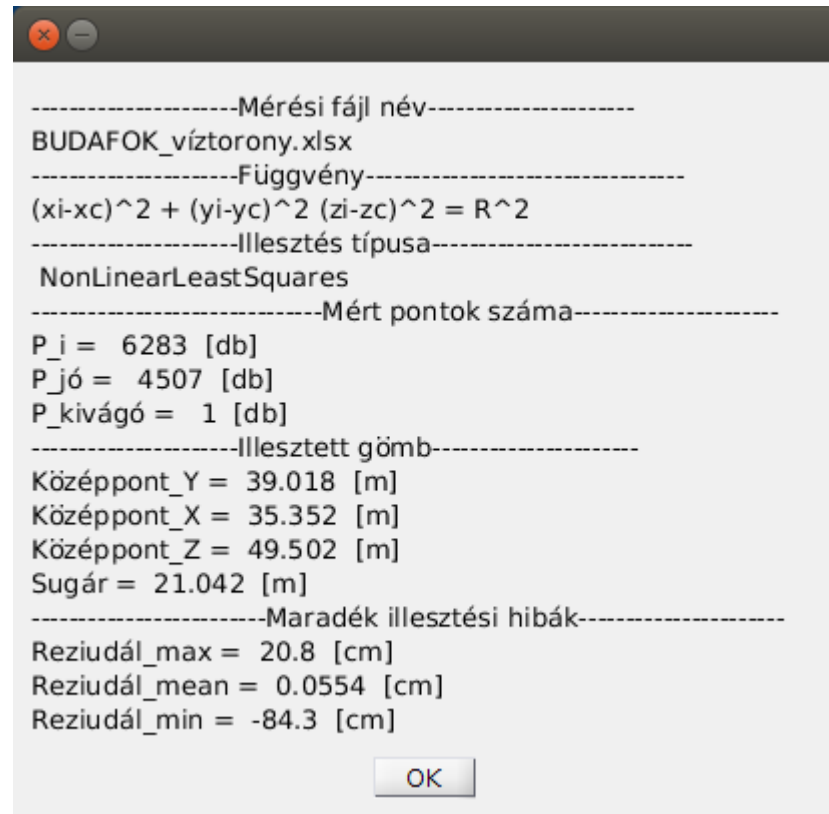 -----------------------Mérési fájl név-----------------------
BUDAFOK_víztorony.xlsx
-----------------------Függvény-----------------------------------
(xi-xc)^2 + (yi-yc)^2 (zi-zc)^2 = R^2
-----------------------Illesztés típusa-----------------------------
NonLinearLeastSquares
--------------------------------Mért pontok száma-----------------------
P_i =   6283  [db]
P_jó =   4507  [db]
P_kivágó =   1  [db]
-----------------------Illesztett gömb-----------------------
Középpont_Y =  39.018  [m]
Középpont_X =  35.352  [m]
Középpont_Z =  49.502  [m]
Sugár =  21.042  [m]
--------------------------Maradék illesztési hibák-----------------------
Reziudál_max =  20.8  [cm]
Reziudál_mean =  0.0554  [cm]
Reziudál_min =  -84.3  [cm]
OK